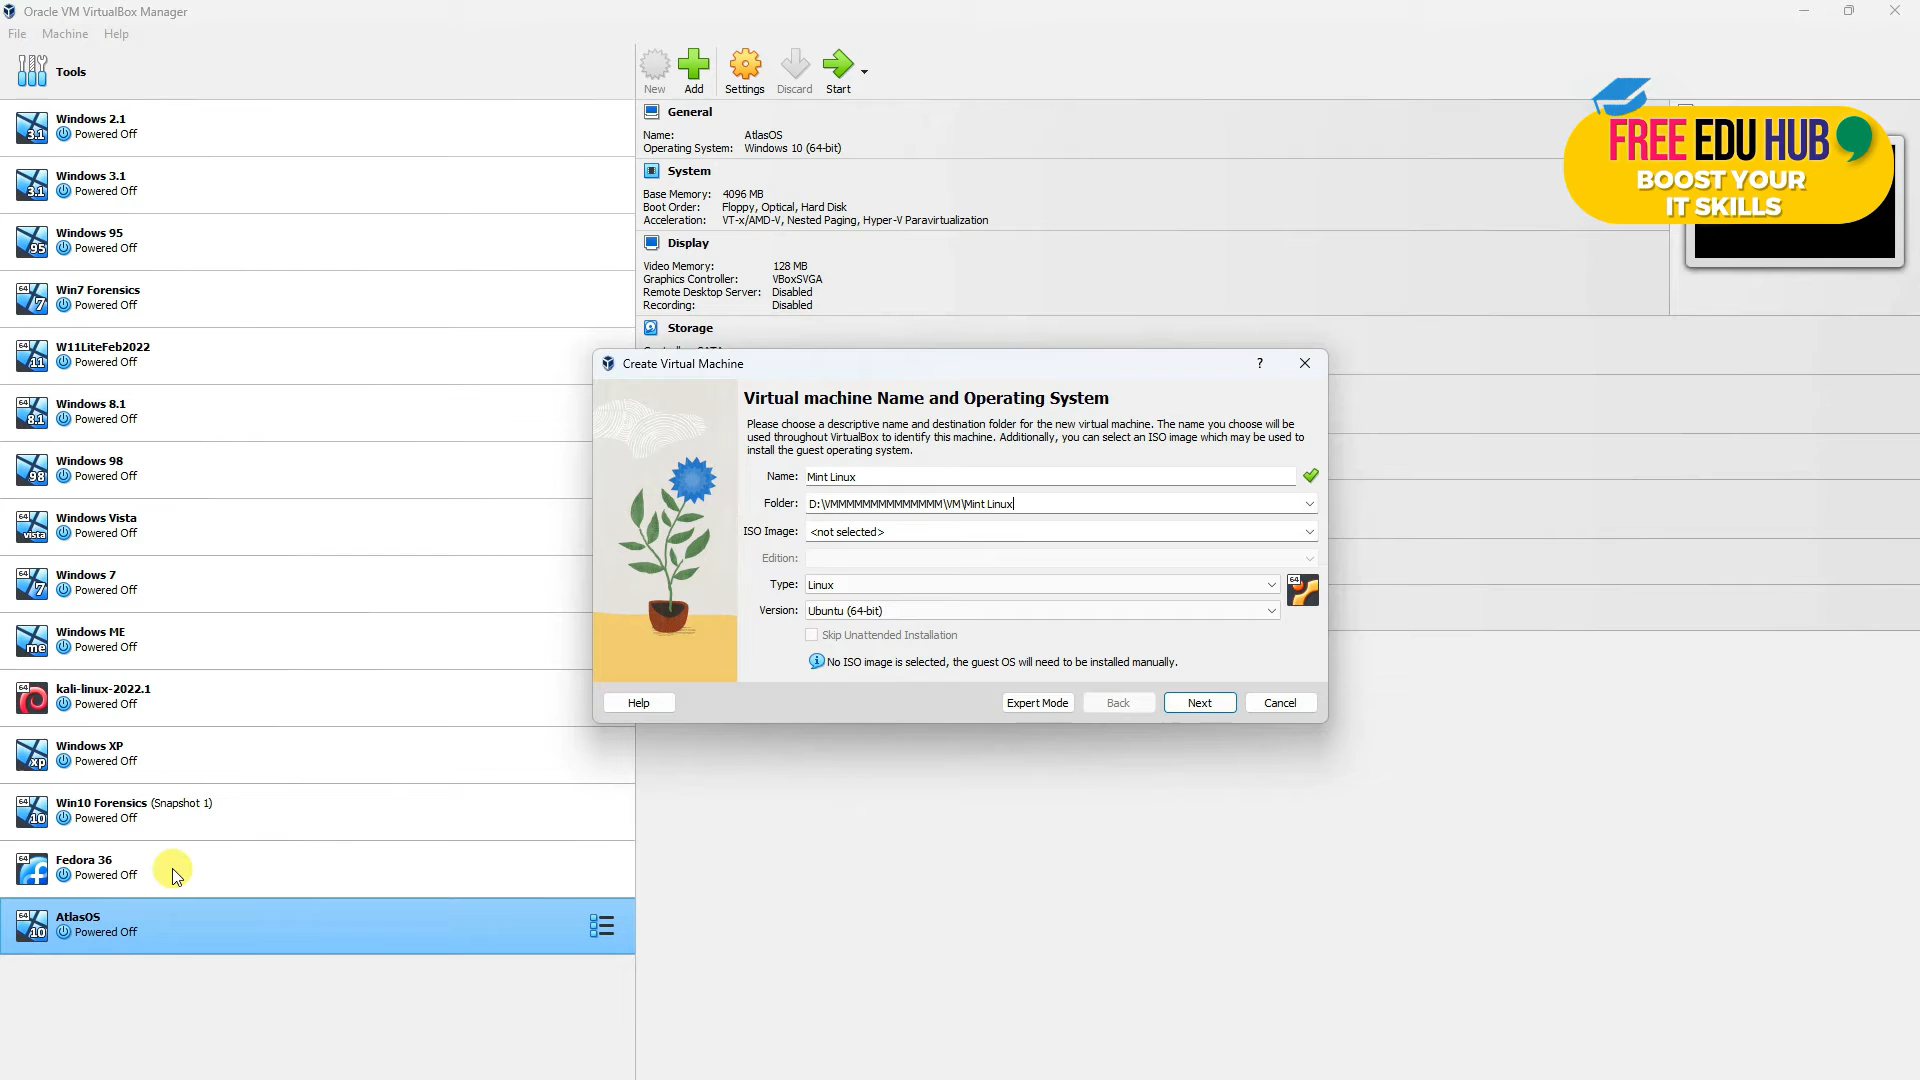 Oracle VM VirtualBox Manager
File Machine Help
Tools
Windows 2.1
Powered Off
Windows 3.1
Powered Off
Windows 95
Powered Off
Win7 Forensics
Powered Off
W11LiteFeb2022
Powered Off
Windows 8.1
Powered Off
Windows 98
Powered Off
Windows Vista
Powered Off
Windows 7
Powered Off
Windows ME
Powered Off
kali-linux-2022.1
Powered Off
Windows XP
Powered Off
Win10 Forensics (Snapshot 1)
Powered Off
Fedora 36
Powered Off
AtlasOS
Powered Off
New Add Settings Discard Start
General
Name: AtlasOS
Operating System: Windows 10 (64-bit)
System
Base Memory: 4096 MB
Boot Order: Floppy, Optical, Hard Disk
Acceleration: VT-x/AMD-V, Nested Paging, Hyper-V Paravirtualization
Display
Video Memory: 128 MB
Graphics Controller: VBoxSVGA
Remote Desktop Server: Disabled
Recording: Disabled
Storage
FREE EDU HUB
BOOST YOUR
IT SKILLS
Create Virtual Machine
Virtual machine Name and Operating System
Please choose a descriptive name and destination folder for the new virtual machine. The name you choose will be
used throughout VirtualBox to identify this machine. Additionally, you can select an ISO image which may be used to
install the guest operating system.
Name: Mint Linux
Folder: D:\VMMMMMMMMMMMMMM\VM\Mint Linux
ISO Image: <not selected>
Edition:
Type: Linux
Version: Ubuntu (64-bit)
Skip Unattended Installation
No ISO image is selected, the guest OS will need to be installed manually.
Help Expert Mode Back Next Cancel